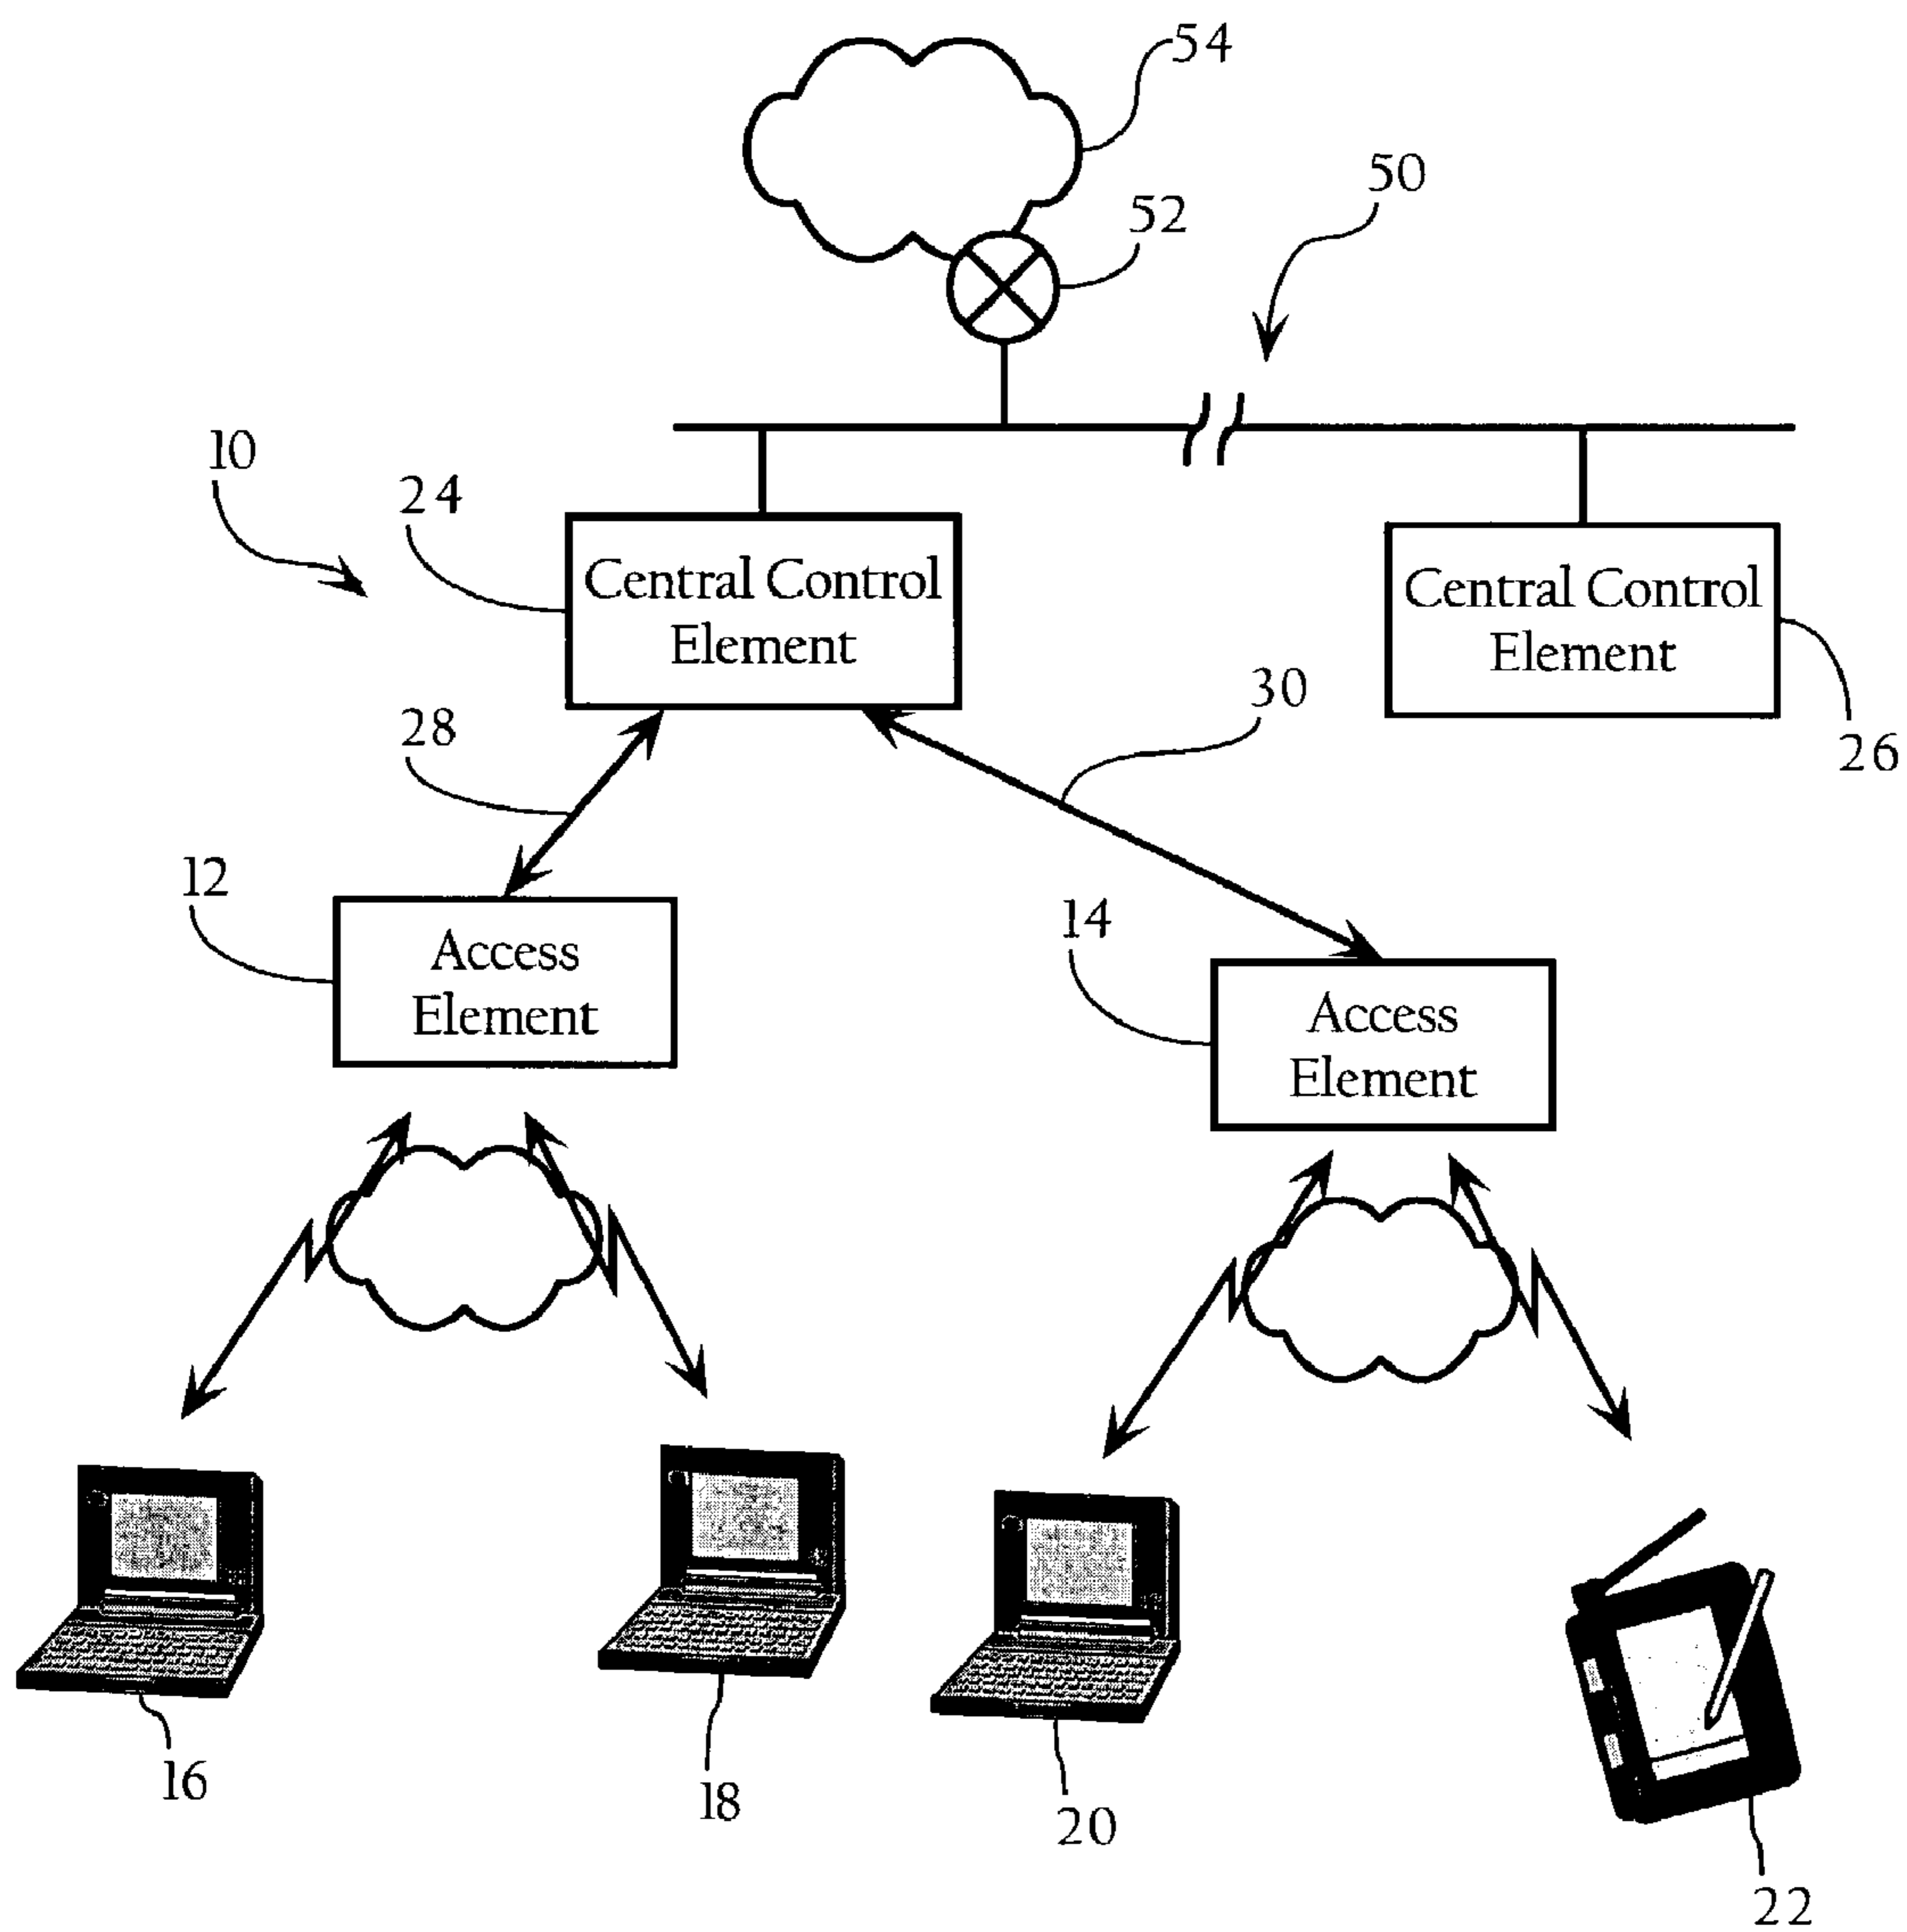 54
50
52
10
24
Central Control
Element
Central Control
Element
30
28
26
12
14
Access
Element
Access
Element
16
18
20
22